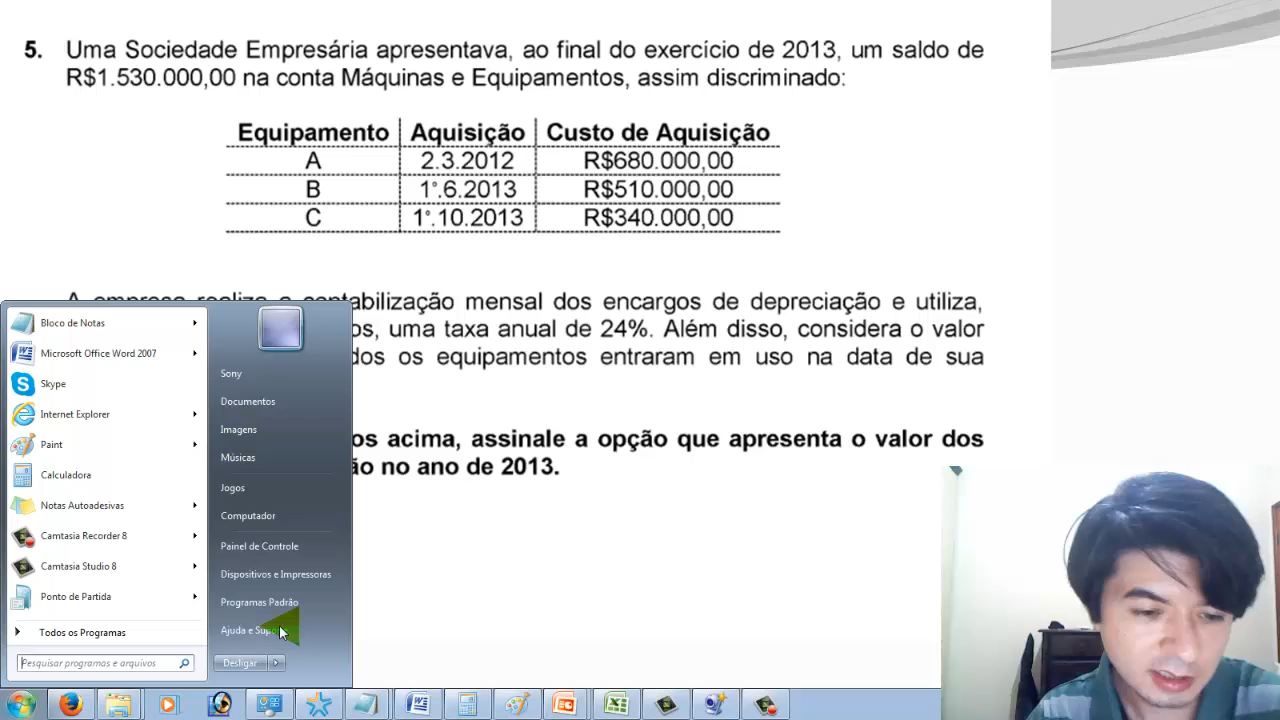 5. Uma Sociedade Empresária apresentava, ao final do exercício de 2013, um saldo de
R$1.530.000,00 na conta Máquinas e Equipamentos, assim discriminado:
Equipamento Aquisição Custo de Aquisição
A 2.3.2012 R$680.000,00
B 1°.6.2013 R$510.000,00
C 1°.10.2013 R$340.000,00
mensal dos encargos de depreciação e utiliza,
uma taxa anual de 24%. Além disso, considera o valor
os equipamentos entraram em uso na data de sua
acima, assinale a opção que apresenta o valor dos
no ano de 2013.
Bloco de Notas
Microsoft Office Word 2007
Skype
Internet Explorer
Paint
Calculadora
Notas Autoadesivas
Camtasia Recorder 8
Camtasia Studio 8
Ponto de Partida
Todos os Programas
Pesquisar programas e arquivos
Sony
Documentos
Imagens
Músicas
Jogos
Computador
Painel de Controle
Dispositivos e Impressoras
Programas Padrão
Ajuda e
Desligar